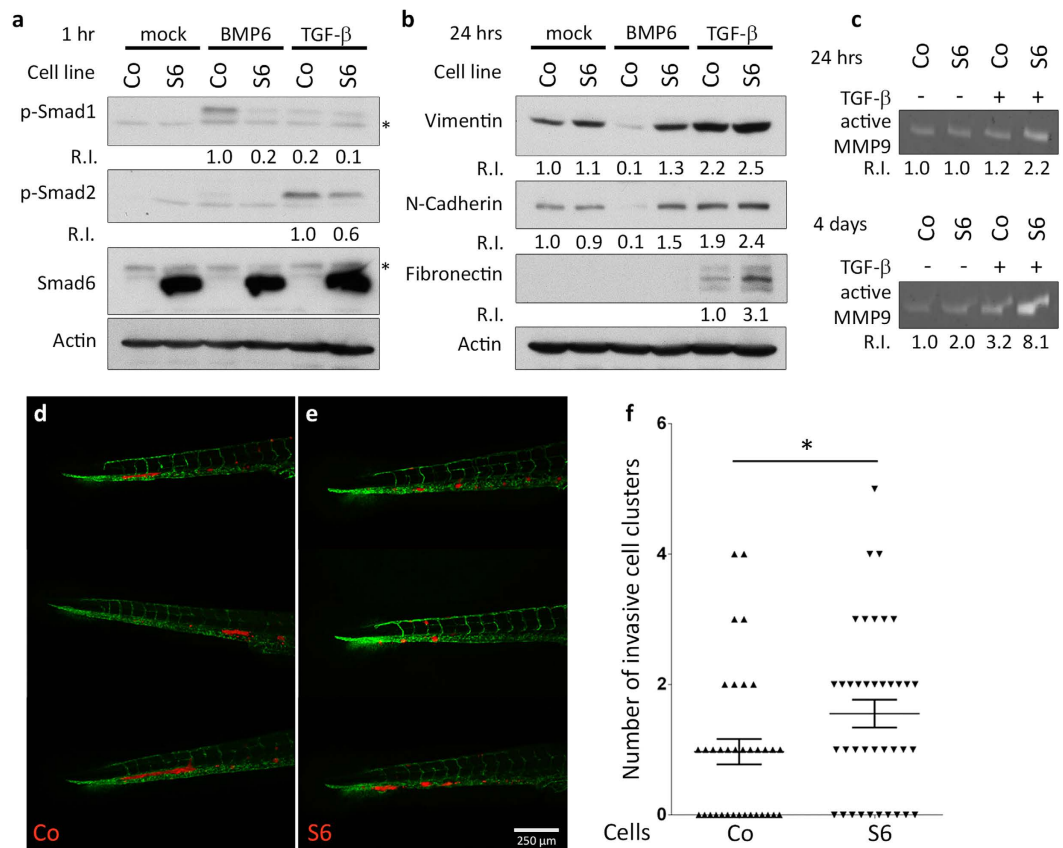 a
1 hr mock BMP6 TGF-β
Cell line Co S6 Co S6 Co S6
p-Smad1 *
R.I. 1.0 0.2 0.2 0.1
p-Smad2
R.I. 1.0 0.6
Smad6 *
Actin
b
24 hrs mock BMP6 TGF-β
Cell line Co S6 Co S6 Co S6
Vimentin
R.I. 1.0 1.1 0.1 1.3 2.2 2.5
N-Cadherin
R.I. 1.0 0.9 0.1 1.5 1.9 2.4
Fibronectin
R.I. 1.0 3.1
Actin
c
24 hrs Co S6 Co S6
TGF-β - - + +
active
MMP9
R.I. 1.0 1.0 1.2 2.2
4 days Co S6 Co S6
TGF-β - - + +
active
MMP9
R.I. 1.0 2.0 3.2 8.1
d
Co
e
S6
250 µm
f
Number of invasive cell clusters
6
4
2
0
*
Cells Co S6